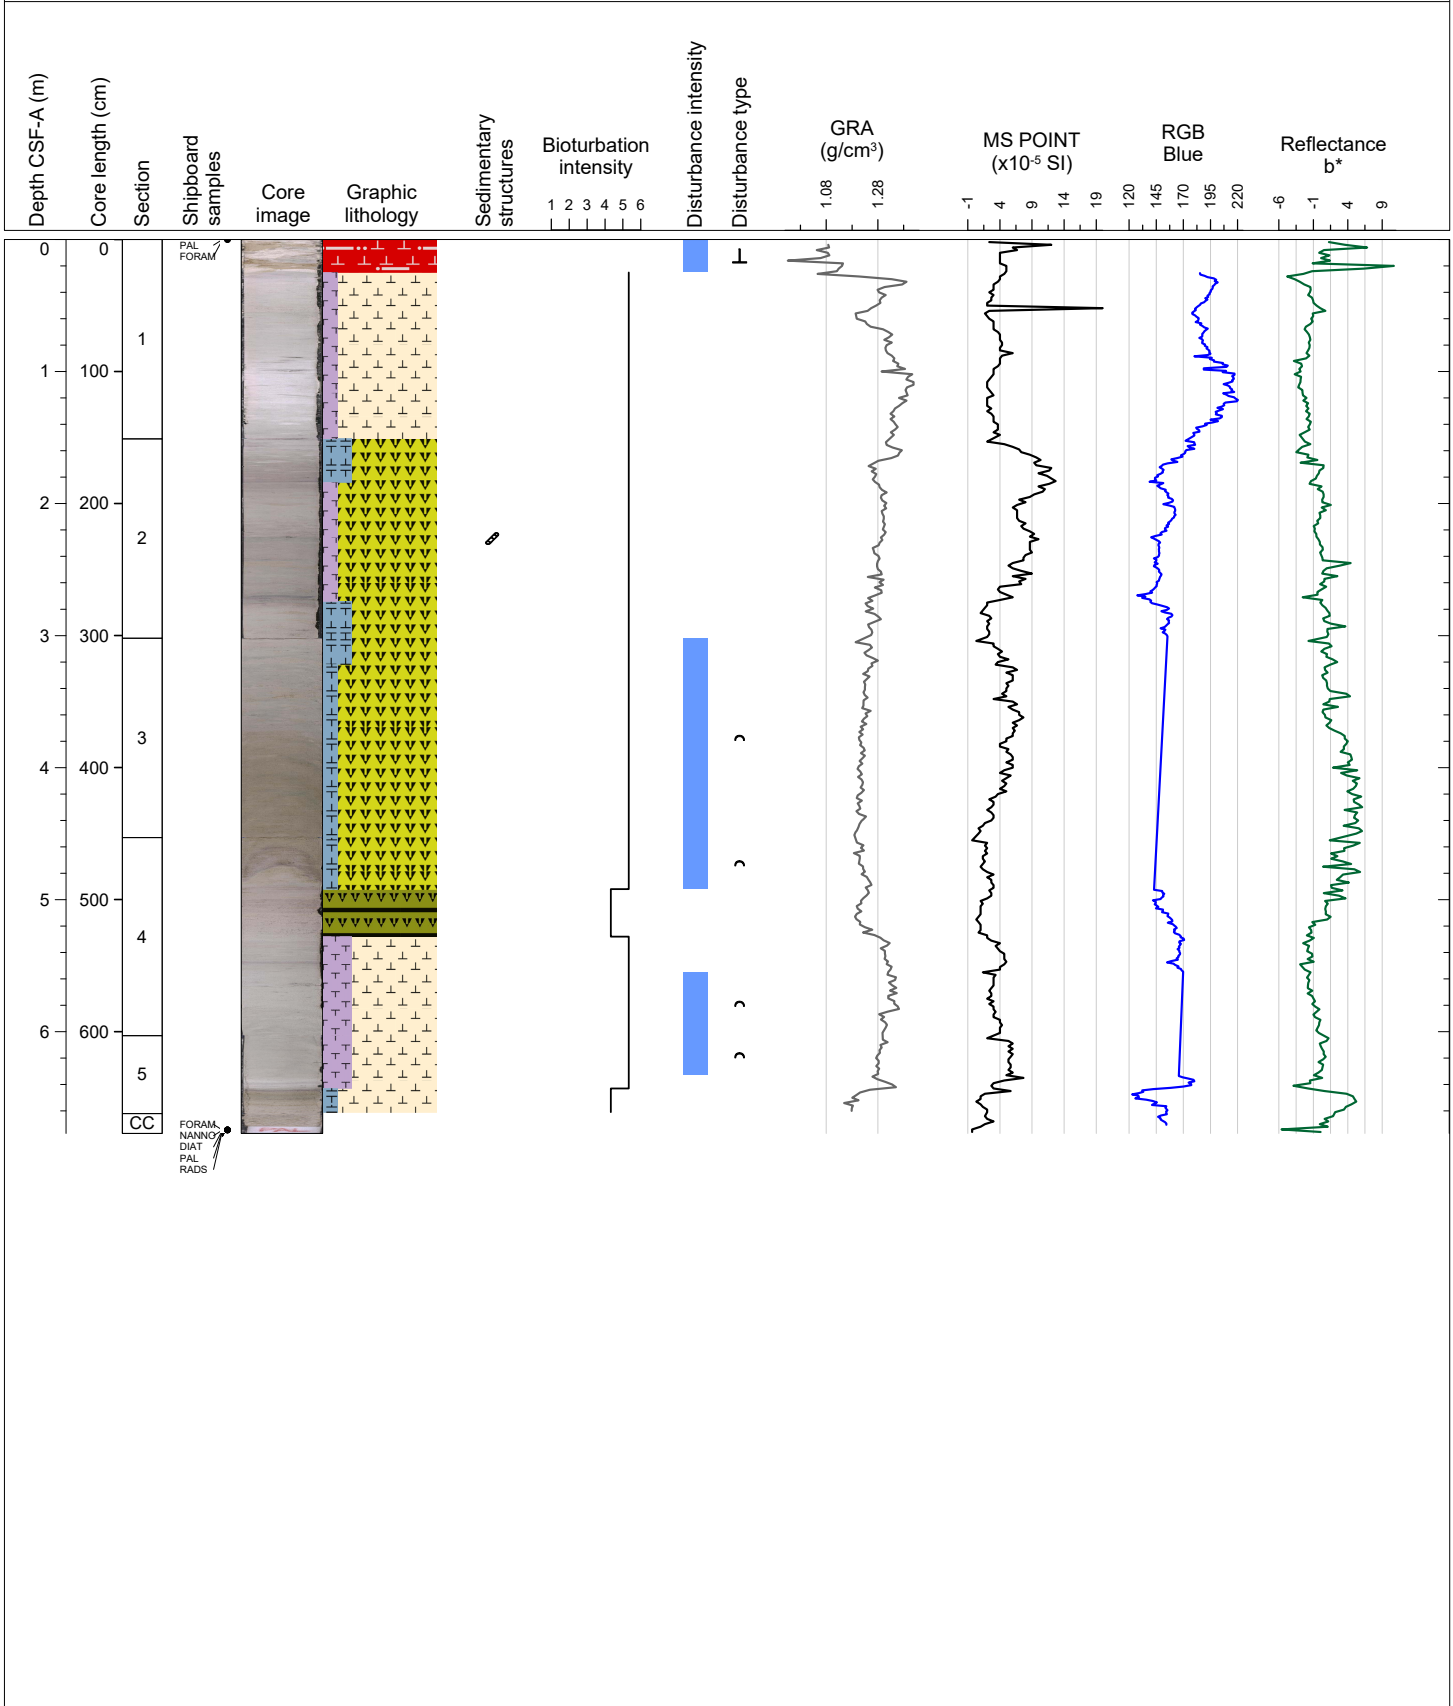 Depth CSF-A (m)
Core length (cm)
Section
Shipboard
samples
Core
image
Graphic
lithology
Sedimentary
structures
Bioturbation
intensity
1 2 3 4 5 6
Disturbance intensity
Disturbance type
GRA
(g/cm³)
1.08
1.28
MS POINT
(x10⁻⁵ SI)
-1
4
9
14
19
RGB
Blue
120
145
170
195
220
Reflectance
b*
-6
-1
4
9
0
0
PAL
FORAM
1
1
100
2
200
2
3
300
3
4
400
5
500
4
6
600
5
CC
FORAM
NANNO
DIAT
PAL
RADS